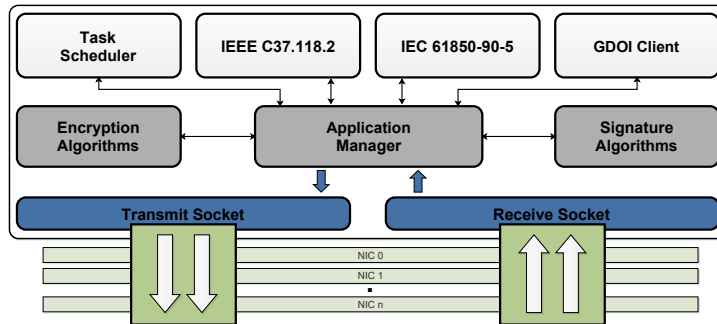 Task
Scheduler
IEEE C37.118.2
IEC 61850-90-5
GDOI Client
Encryption
Algorithms
Application
Manager
Signature
Algorithms
Transmit Socket
Receive Socket
NIC 0
NIC 1
NIC n